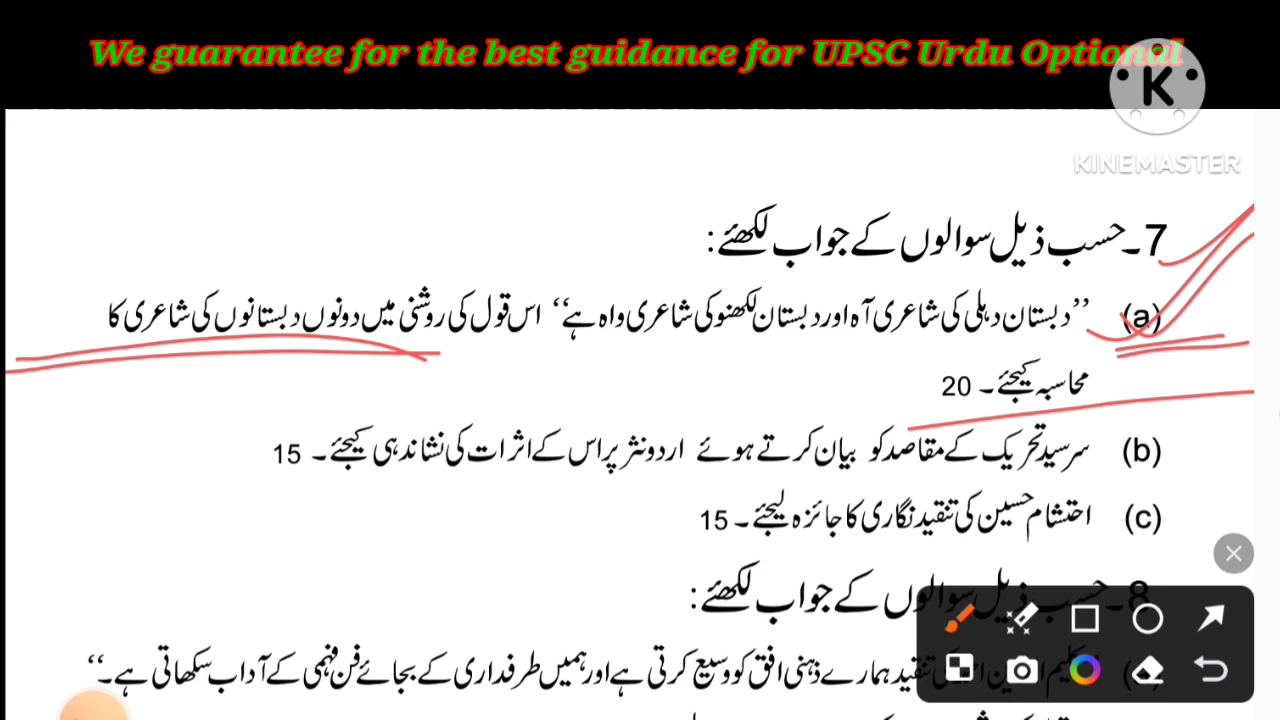 We guarantee for the best guidance for UPSC Urdu Optional
K
KINEMASTER
7۔ حسب ذیل سوالوں کے جواب لکھئے:
(a) ’’دبستان دہلی کی شاعری آہ اور دبستان لکھنو کی شاعری واہ ہے‘‘ اس قول کی روشنی میں دونوں دبستانوں کی شاعری کا
محاسبہ کیجئے۔ 20
(b) سرسید تحریک کے مقاصد کو بیان کرتے ہوئے اردو نثر پر اس کے اثرات کی نشاندہی کیجئے۔ 15
(c) احتشام حسین کی تنقید نگاری کا جائزہ لیجئے۔ 15
8۔ حسب ذیل سوالوں کے جواب لکھئے:
تنقید ہمارے ذہنی افق کو وسیع کرتی ہے اور ہمیں طرفداری کے بجائے فن فہمی کے آداب سکھاتی ہے۔‘‘